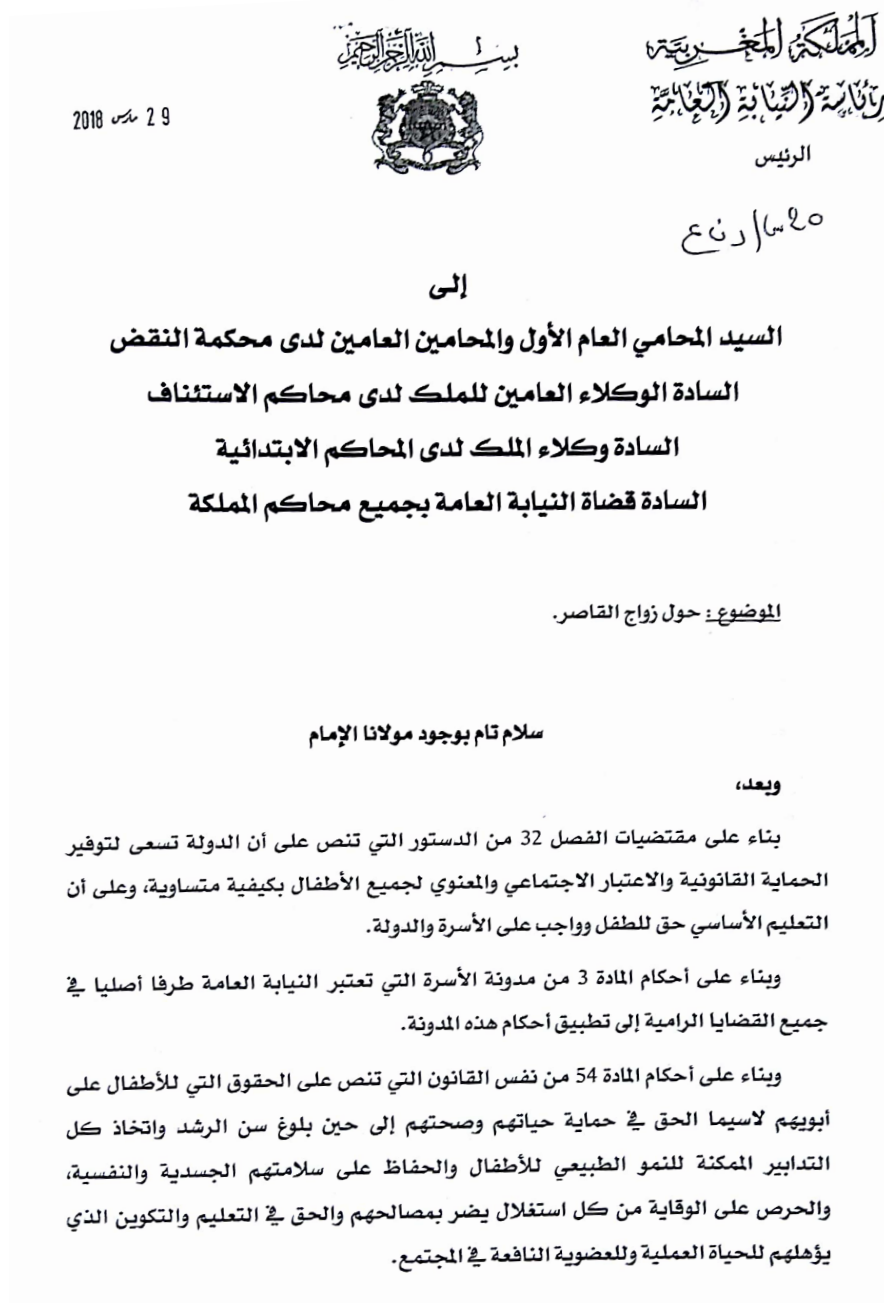 المملكة المغربية
رئاسة النيابة العامة
الرئيس
بسم الله الرحمن الرحيم
29 مارس 2018
إلى
السيد المحامي العام الأول والمحامين العامين لدى محكمة النقض
السادة الوكلاء العامين للملك لدى محاكم الاستئناف
السادة وكلاء الملك لدى المحاكم الابتدائية
السادة قضاة النيابة العامة بجميع محاكم المملكة
الموضوع: حول زواج القاصر.
سلام تام بوجود مولانا الإمام
وبعد،
بناء على مقتضيات الفصل 32 من الدستور التي تنص على أن الدولة تسعى لتوفير
الحماية القانونية والاعتبار الاجتماعي والمعنوي لجميع الأطفال بكيفية متساوية، وعلى أن
التعليم الأساسي حق للطفل وواجب على الأسرة والدولة.
وبناء على أحكام المادة 3 من مدونة الأسرة التي تعتبر النيابة العامة طرفا أصليا في
جميع القضايا الرامية إلى تطبيق أحكام هذه المدونة.
وبناء على أحكام المادة 54 من نفس القانون التي تنص على الحقوق التي للأطفال على
أبويهم لاسيما الحق في حماية حياتهم وصحتهم إلى حين بلوغ سن الرشد واتخاذ كل
التدابير الممكنة للنمو الطبيعي للأطفال والحفاظ على سلامتهم الجسدية والنفسية،
والحرص على الوقاية من كل استغلال يضر بمصالحهم والحق في التعليم والتكوين الذي
يؤهلهم للحياة العملية وللعضوية النافعة في المجتمع.